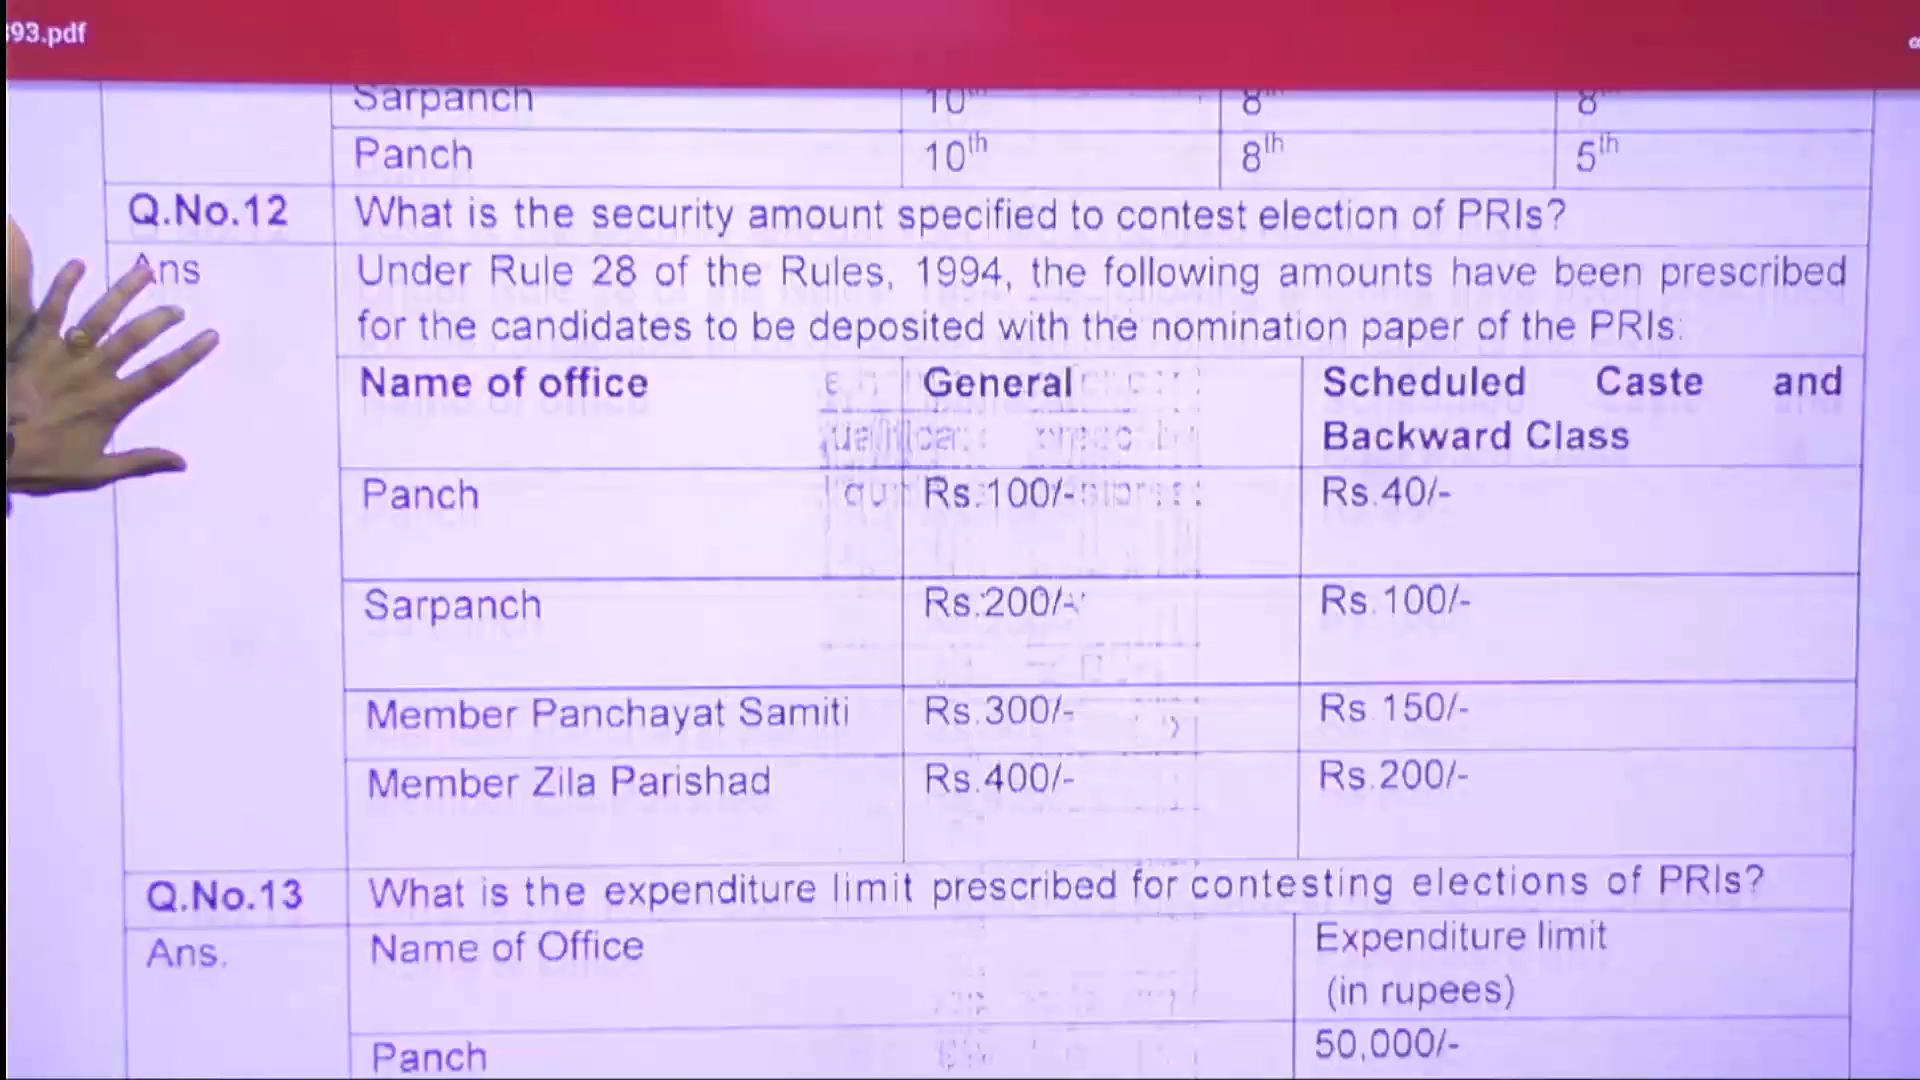 93.pdf
Sarpanch 10th 8th 8
Panch 10th 8th 5th
Q.No.12 What is the security amount specified to contest election of PRIs?
Ans Under Rule 28 of the Rules, 1994, the following amounts have been prescribed
for the candidates to be deposited with the nomination paper of the PRIs.
Name of office General Scheduled Caste and
Backward Class
Panch Rs.100/- Rs.40/-
Sarpanch Rs.200/- Rs.100/-
Member Panchayat Samiti Rs.300/- Rs.150/-
Member Zila Parishad Rs.400/- Rs.200/-
Q.No.13 What is the expenditure limit prescribed for contesting elections of PRIs?
Ans. Name of Office Expenditure limit
(in rupees)
Panch 50,000/-